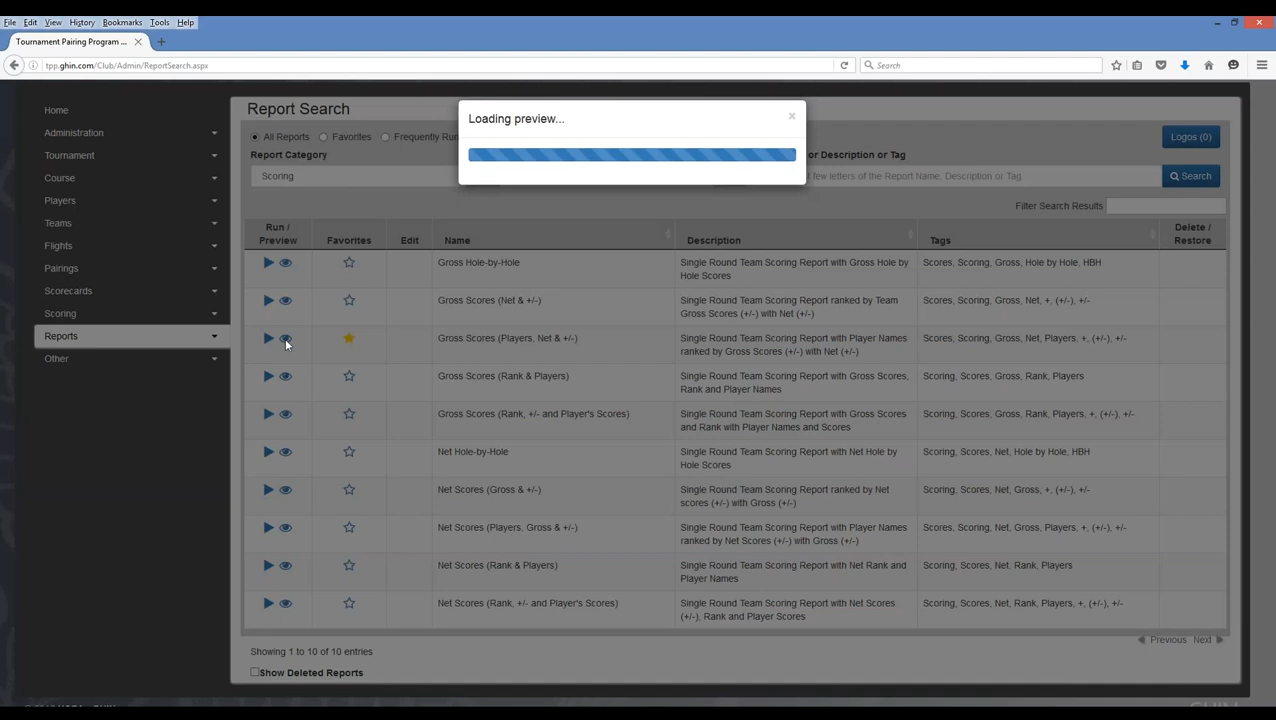 File Edit View History Bookmarks Tools Help
Tournament Pairing Program ...
tpp.ghin.com/Club/Admin/ReportSearch.aspx
Search
Home
Administration
Tournament
Course
Players
Teams
Flights
Pairings
Scorecards
Scoring
Reports
Other
Report Search
Loading preview...
×
All Reports Favorites Frequently Run
Logos (0)
Report Category
or Description or Tag
Scoring
few letters of the Report Name, Description or Tag
Search
Filter Search Results
Run / Preview Favorites Edit Name Description Tags Delete / Restore
Gross Hole-by-Hole
Single Round Team Scoring Report with Gross Hole by
Hole Scores
Scores, Scoring, Gross, Hole by Hole, HBH
Gross Scores (Net & +/-)
Single Round Team Scoring Report ranked by Team
Gross Scores (+/-) with Net (+/-)
Scores, Scoring, Gross, Net, +, (+/-), +/-
Gross Scores (Players, Net & +/-)
Single Round Team Scoring Report with Player Names
ranked by Gross Scores (+/-) with Net (+/-)
Scoring, Scores, Gross, Net, Players, +, (+/-), +/-
Gross Scores (Rank & Players)
Single Round Team Scoring Report with Gross Scores,
Rank and Player Names
Scoring, Scores, Gross, Rank, Players
Gross Scores (Rank, +/- and Player's Scores)
Single Round Team Scoring Report with Gross Scores
and Rank with Player Names and Scores
Scoring, Scores, Gross, Rank, Players, +, (+/-), +/-
Net Hole-by-Hole
Single Round Team Scoring Report with Net Hole by
Hole Scores
Scoring, Scores, Net, Hole by Hole, HBH
Net Scores (Gross & +/-)
Single Round Team Scoring Report ranked by Net
scores (+/-) with Gross (+/-)
Scoring, Scores, Net, Gross, +, (+/-), +/-
Net Scores (Players, Gross & +/-)
Single Round Team Scoring Report with Player Names
ranked by Net Scores (+/-) with Gross (+/-)
Scores, Scoring, Net, Gross, Players, +, (+/-), +/-
Net Scores (Rank & Players)
Single Round Team Scoring Report with Net Rank and
Player Names
Scoring, Scores, Net, Rank, Players
Net Scores (Rank, +/- and Player's Scores)
Single Round Team Scoring Report with Net Scores
(+/-), Rank and Player Scores
Scoring, Scores, Net, Rank, Players, +, (+/-), +/-
Previous Next
Showing 1 to 10 of 10 entries
Show Deleted Reports